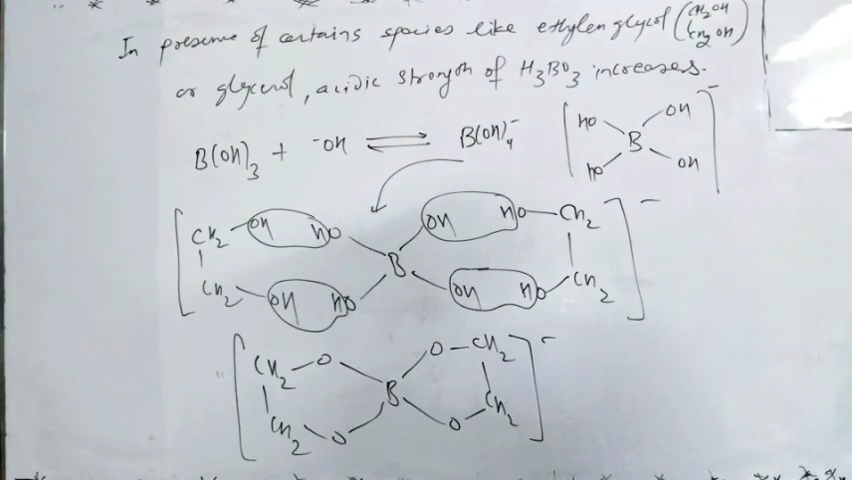 In presence of certains species like ethylen glycol (CH2OH
CH2OH)
or glycerol, acidic strength of H3BO3 increases.
B(OH)3 + -OH ⇌ B(OH)4-
[HO OH
B
HO OH]-
[CH2 - OH HO OH HO - CH2
B
CH2 - OH HO OH HO - CH2]-
[CH2 - O O - CH2
B
CH2 - O O - CH2]-